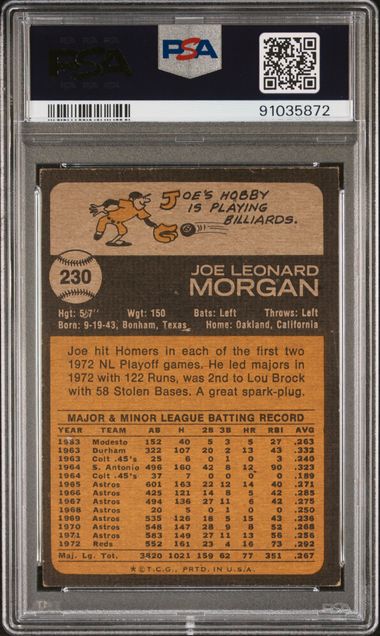 PSA
PSA
91035872
JOE'S HOBBY
IS PLAYING
BILLIARDS.
230
JOE LEONARD
MORGAN
Hgt: 5'7" Wgt: 150 Bats: Left Throws: Left
Born: 9-19-43, Bonham, Texas Home: Oakland, California
Joe hit Homers in each of the first two
1972 NL Playoff games. He led majors in
1972 with 122 Runs, was 2nd to Lou Brock
with 58 Stolen Bases. A great spark-plug.
MAJOR & MINOR LEAGUE BATTING RECORD
YEAR TEAM AB H 2B 3B HR RBI AVG
1963 Modesto 152 40 5 3 5 27 .263
1963 Durham 322 107 20 2 13 43 .332
1963 Colt .45's 25 6 0 1 0 3 .240
1964 S. Antonio 496 160 42 8 12 90 .323
1964 Colt .45's 37 7 0 0 0 0 .189
1965 Astros 601 163 22 12 14 40 .271
1966 Astros 425 121 14 8 5 42 .285
1967 Astros 494 136 27 11 6 42 .275
1968 Astros 20 5 0 1 0 0 .250
1969 Astros 535 126 18 5 15 43 .236
1970 Astros 548 147 28 9 8 52 .268
1971 Astros 583 149 27 11 13 56 .256
1972 Reds 552 161 23 4 16 73 .292
Maj. Lg. Tot. 3820 1021 159 62 77 351 .267
*©T.C.G., PRTD. IN U.S.A.